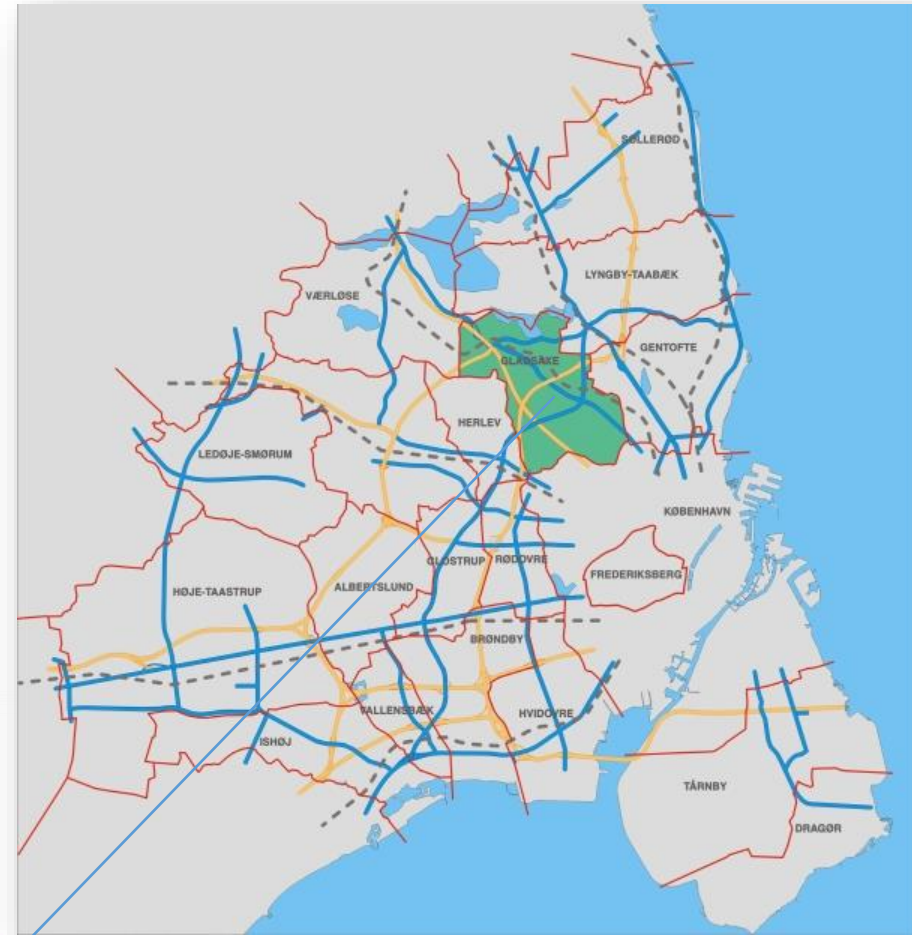 SØLLERØD
LYNGBY-TAABÆK
VÆRLØSE
GENTOFTE
GLADSAXE
HERLEV
LEDØJE-SMØRUM
KØBENHAVN
GLOSTRUP
RØDOVRE
FREDERIKSBERG
ALBERTSLUND
HØJE-TAASTRUP
BRØNDBY
VALLENSBÆK
HVIDOVRE
ISHØJ
TÅRNBY
DRAGØR